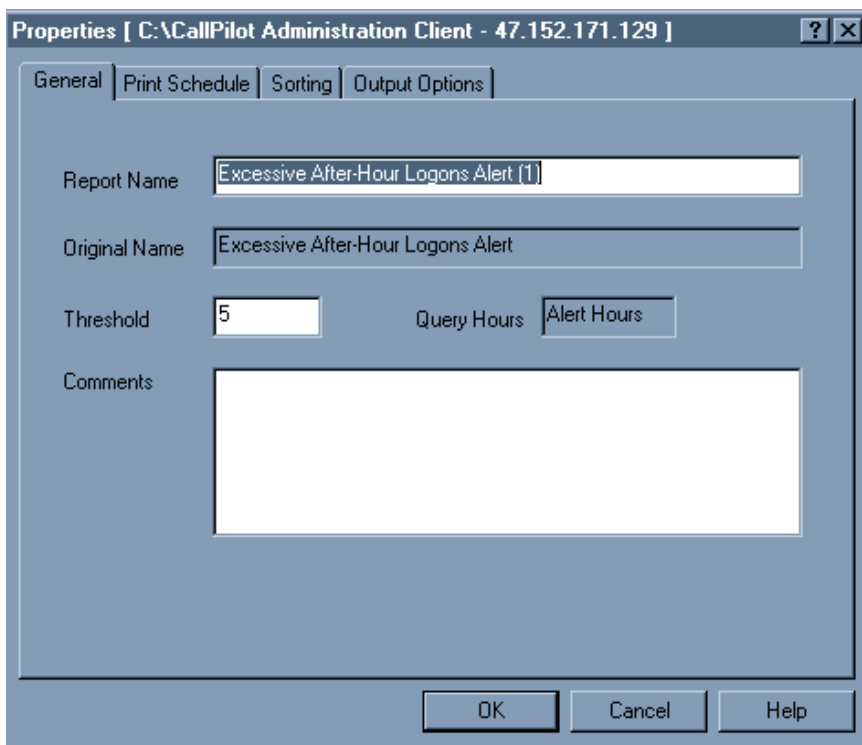 Properties [ C:\CallPilot Administration Client - 47.152.171.129 ]
General Print Schedule Sorting Output Options
Report Name Excessive After-Hour Logons Alert (1)
Original Name Excessive After-Hour Logons Alert
Threshold 5 Query Hours Alert Hours
Comments
OK Cancel Help